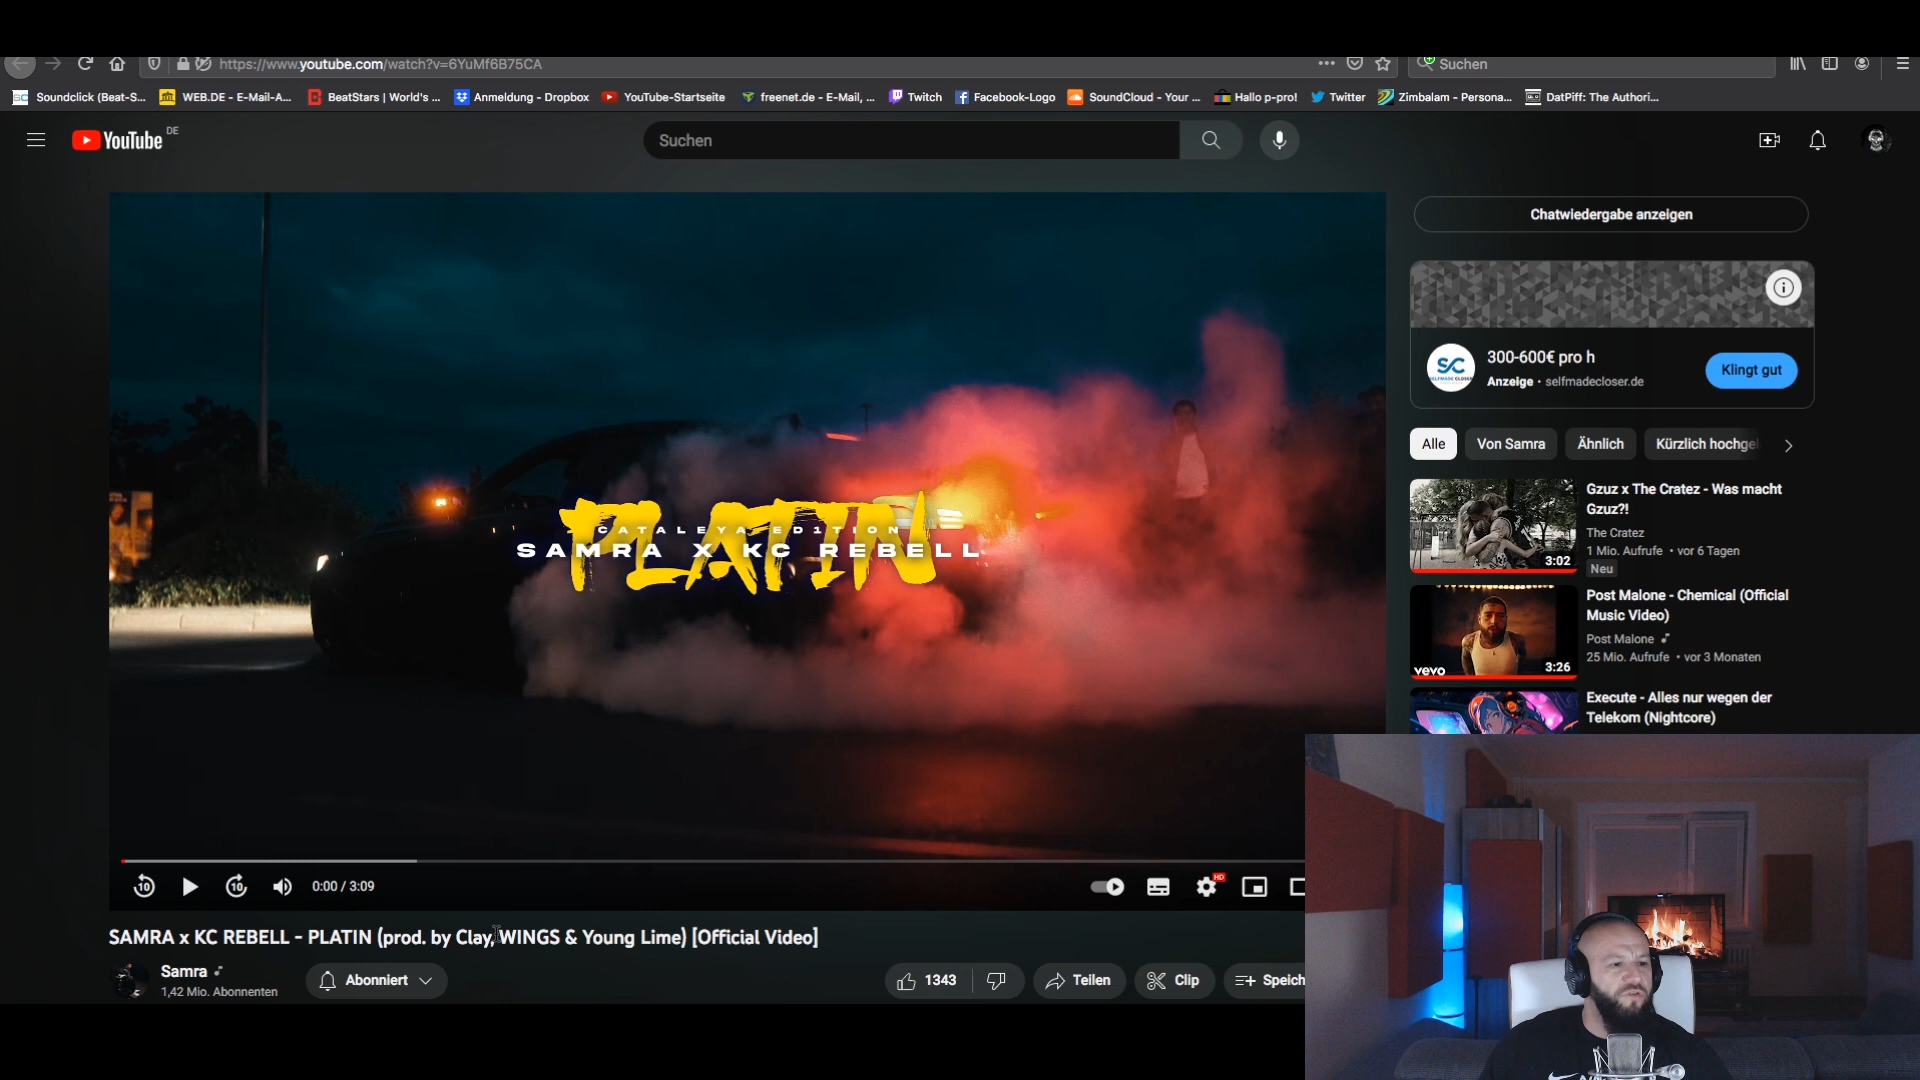 https://www.youtube.com/watch?v=6YuMf6B75CA
Suchen
Soundclick (Beat-S...
WEB.DE - E-Mail-A...
BeatStars | World's ...
Anmeldung - Dropbox
YouTube-Startseite
freenet.de - E-Mail, ...
Twitch
Facebook-Logo
SoundCloud - Your ...
Hallo p-pro!
Twitter
Zimbalam - Persona...
DatPiff: The Authori...
YouTube DE
Suchen
PLATIN
CATALEYA ED1TION
SAMRA X KC REBELL
0:00 / 3:09
HD
SAMRA x KC REBELL - PLATIN (prod. by Clay, WINGS & Young Lime) [Official Video]
Samra
1,42 Mio. Abonnenten
Abonniert
1343
Teilen
Clip
Speich
Chatwiedergabe anzeigen
SC
SELFMADE CLOSER
300-600€ pro h
Anzeige • selfmadecloser.de
Klingt gut
Alle
Von Samra
Ähnlich
Kürzlich hochge
3:02
Gzuz x The Cratez - Was macht
Gzuz?!
The Cratez
1 Mio. Aufrufe • vor 6 Tagen
Neu
vevo
3:26
Post Malone - Chemical (Official
Music Video)
Post Malone
25 Mio. Aufrufe • vor 3 Monaten
Execute - Alles nur wegen der
Telekom (Nightcore)